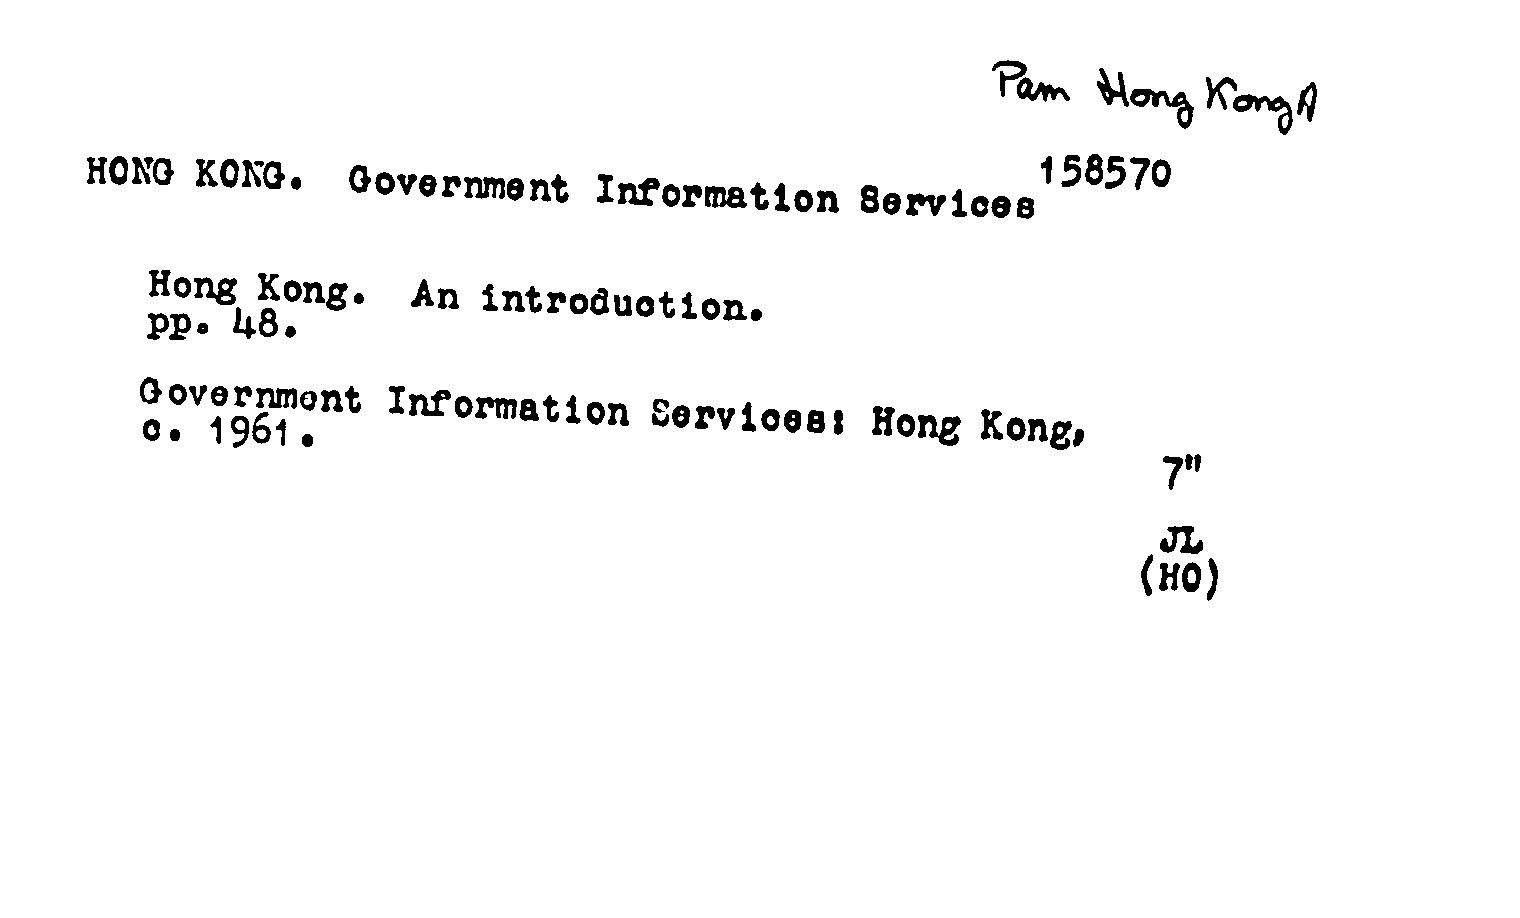 Pam Hong Kong A
158570
HONG KONG. Government Information Services
Hong Kong. An introduction.
pp. 48.
Government Information Services: Hong Kong,
c. 1961.
7"
JL
(HO)